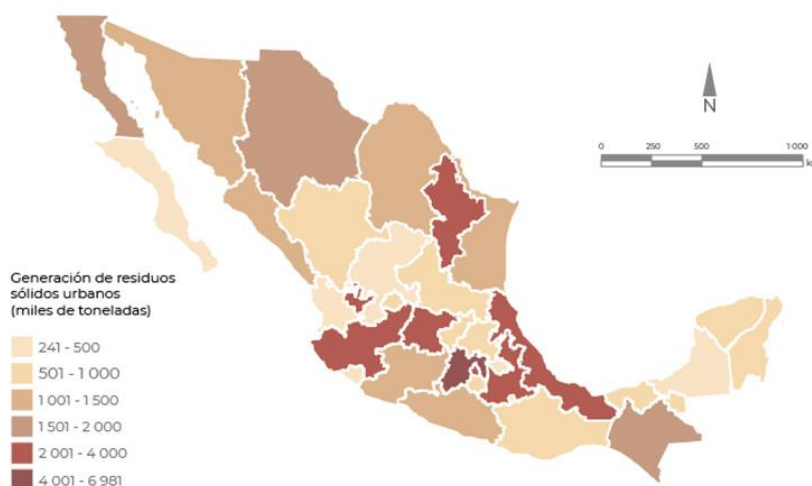 N
0 250 500 1 000
k
Generación de residuos
sólidos urbanos
(miles de toneladas)
241 - 500
501 - 1 000
1 001 - 1 500
1 501 - 2 000
2 001 - 4 000
4 001 - 6 981